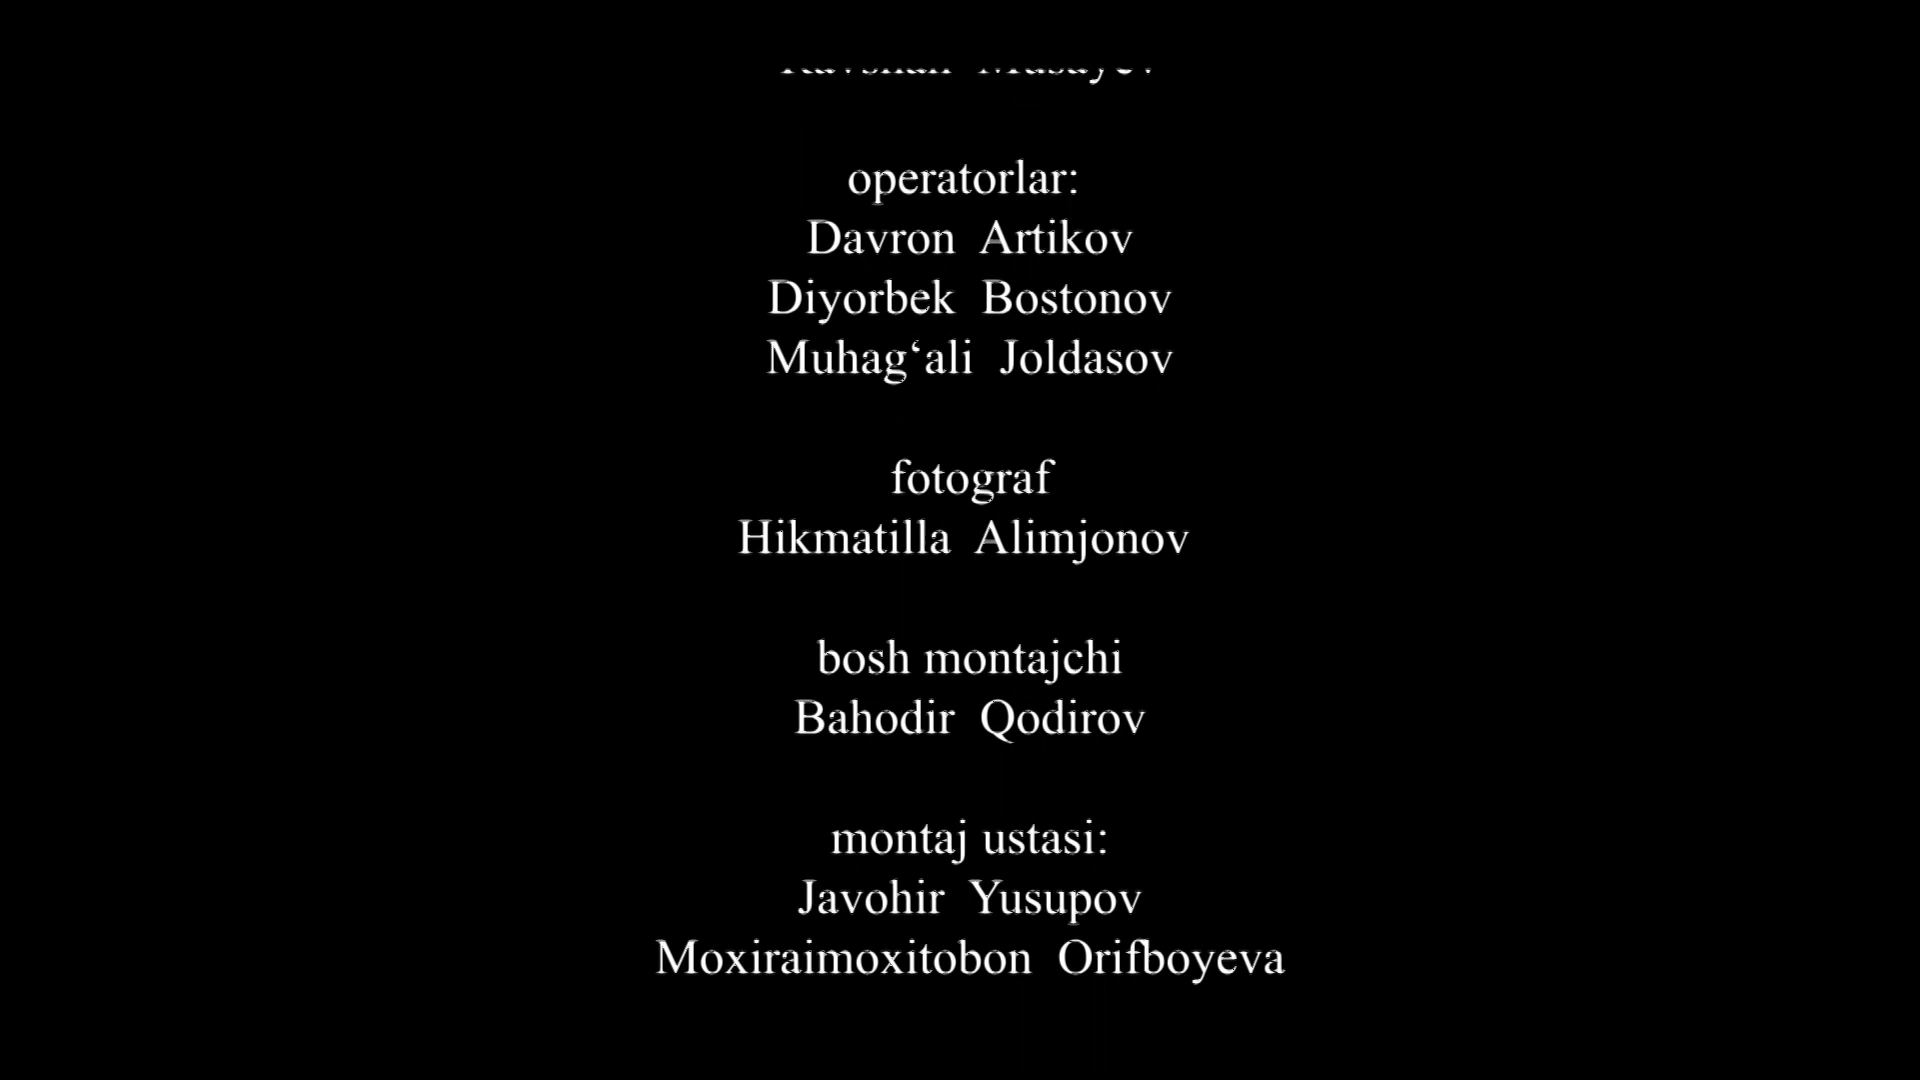 operatorlar:
Davron Artikov
Diyorbek Bostonov
Muhag‘ali Joldasov
fotograf
Hikmatilla Alimjonov
bosh montajchi
Bahodir Qodirov
montaj ustasi:
Javohir Yusupov
Moxiraimoxitobon Orifboyeva